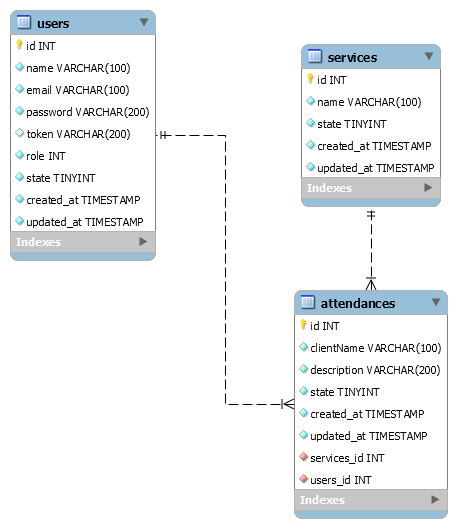 users
id INT
name VARCHAR(100)
email VARCHAR(100)
password VARCHAR(200)
token VARCHAR(200)
role INT
state TINYINT
created_at TIMESTAMP
updated_at TIMESTAMP
Indexes
services
id INT
name VARCHAR(100)
state TINYINT
created_at TIMESTAMP
updated_at TIMESTAMP
Indexes
attendances
id INT
clientName VARCHAR(100)
description VARCHAR(200)
state TINYINT
created_at TIMESTAMP
updated_at TIMESTAMP
services_id INT
users_id INT
Indexes